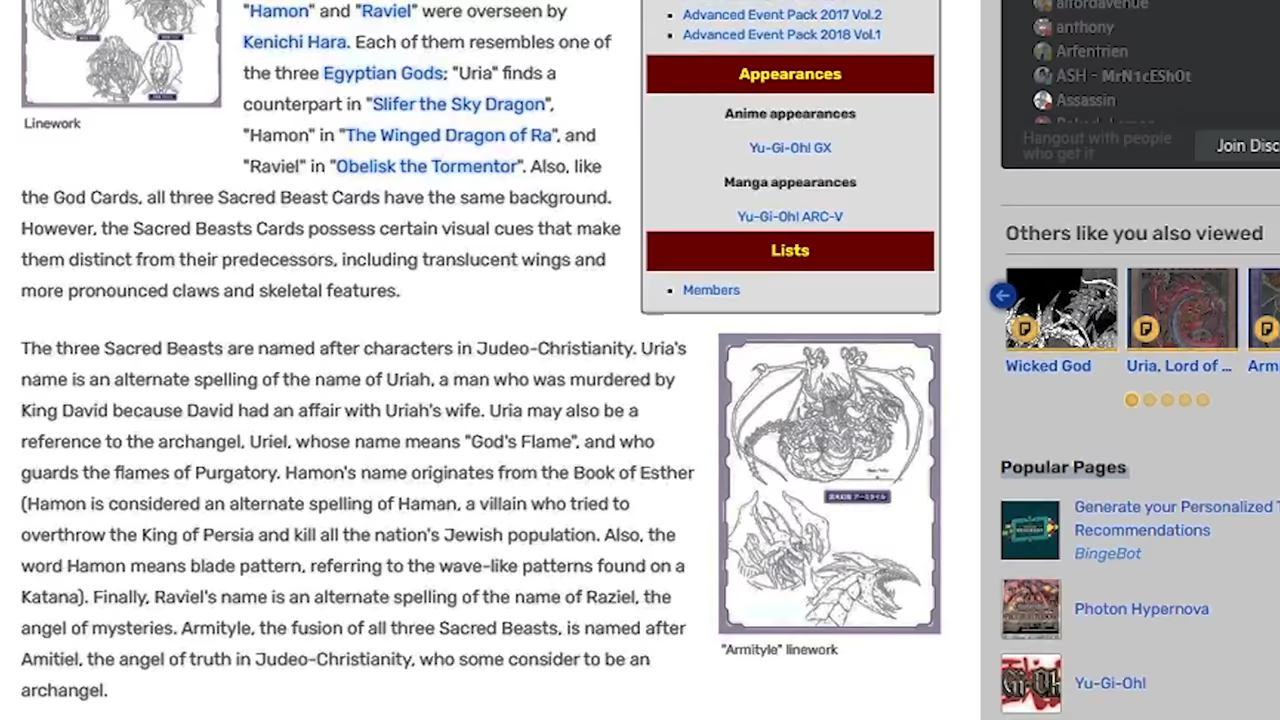 "Hamon" and "Raviel" were overseen by
Kenichi Hara. Each of them resembles one of
the three Egyptian Gods; "Uria" finds a
counterpart in "Slifer the Sky Dragon",
"Hamon" in "The Winged Dragon of Ra", and
"Raviel" in "Obelisk the Tormentor". Also, like
the God Cards, all three Sacred Beast Cards have the same background.
However, the Sacred Beasts Cards possess certain visual cues that make
them distinct from their predecessors, including translucent wings and
more pronounced claws and skeletal features.
Linework
The three Sacred Beasts are named after characters in Judeo-Christianity. Uria's
name is an alternate spelling of the name of Uriah, a man who was murdered by
King David because David had an affair with Uriah's wife. Uria may also be a
reference to the archangel, Uriel, whose name means "God's Flame", and who
guards the flames of Purgatory. Hamon's name originates from the Book of Esther
(Hamon is considered an alternate spelling of Haman, a villain who tried to
overthrow the King of Persia and kill all the nation's Jewish population. Also, the
word Hamon means blade pattern, referring to the wave-like patterns found on a
Katana). Finally, Raviel's name is an alternate spelling of the name of Raziel, the
angel of mysteries. Armityle, the fusion of all three Sacred Beasts, is named after
Amitiel, the angel of truth in Judeo-Christianity, who some consider to be an
archangel.
"Armityle" linework
Advanced Event Pack 2017 Vol.2
Advanced Event Pack 2018 Vol.1
Appearances
Anime appearances
Yu-Gi-Oh! GX
Manga appearances
Yu-Gi-Oh! ARC-V
Lists
Members
alfordavenue
anthony
Arfentrien
ASH - MrN1cESh0t
Assassin
Hangout with people
who get it
Join Disc
Others like you also viewed
Wicked God
Uria, Lord of ...
Arm
Popular Pages
Generate your Personalized
Recommendations
BingeBot
Photon Hypernova
Yu-Gi-Oh!